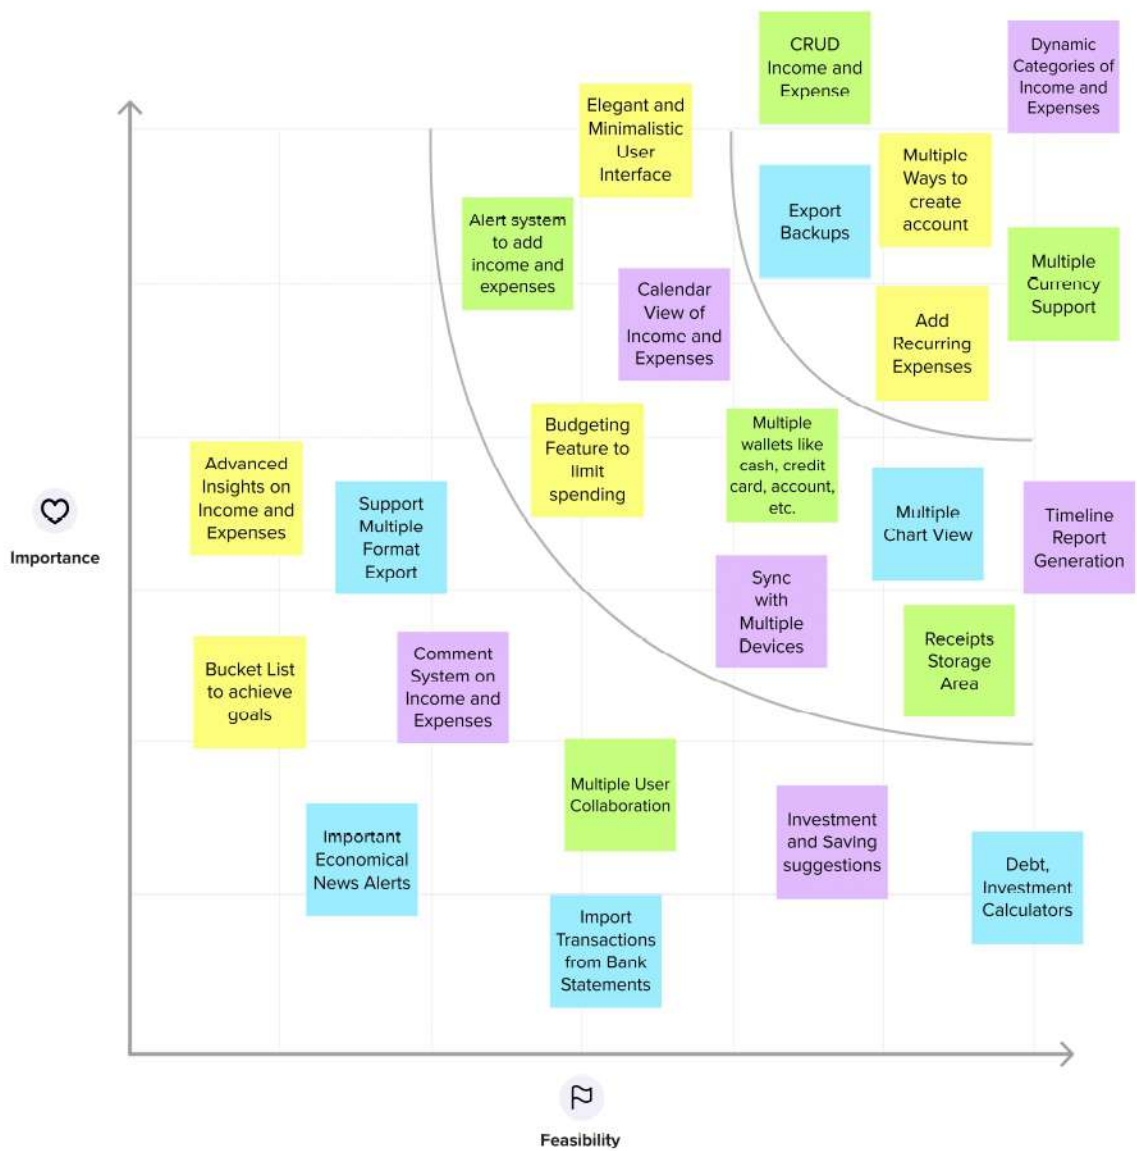 CRUD
Income and
Expense
Dynamic
Categories of
Income and
Expenses
Elegant and
Minimalistic
User
Interface
Multiple
Ways to
create
account
Export
Backups
Alert system
to add
income and
expenses
Multiple
Currency
Support
Calendar
View of
Income and
Expenses
Add
Recurring
Expenses
Budgeting
Feature to
limit
spending
Multiple
wallets like
cash, credit
card, account,
etc.
Advanced
Insights on
Income and
Expenses
Support
Multiple
Format
Export
Multiple
Chart View
Timeline
Report
Generation
Importance
Sync
with
Multiple
Devices
Receipts
Storage
Area
Bucket List
to achieve
goals
Comment
System on
Income and
Expenses
Multiple User
Collaboration
Investment
and Saving
suggestions
Important
Economical
News Alerts
Debt,
Investment
Calculators
Import
Transactions
from Bank
Statements
Feasibility